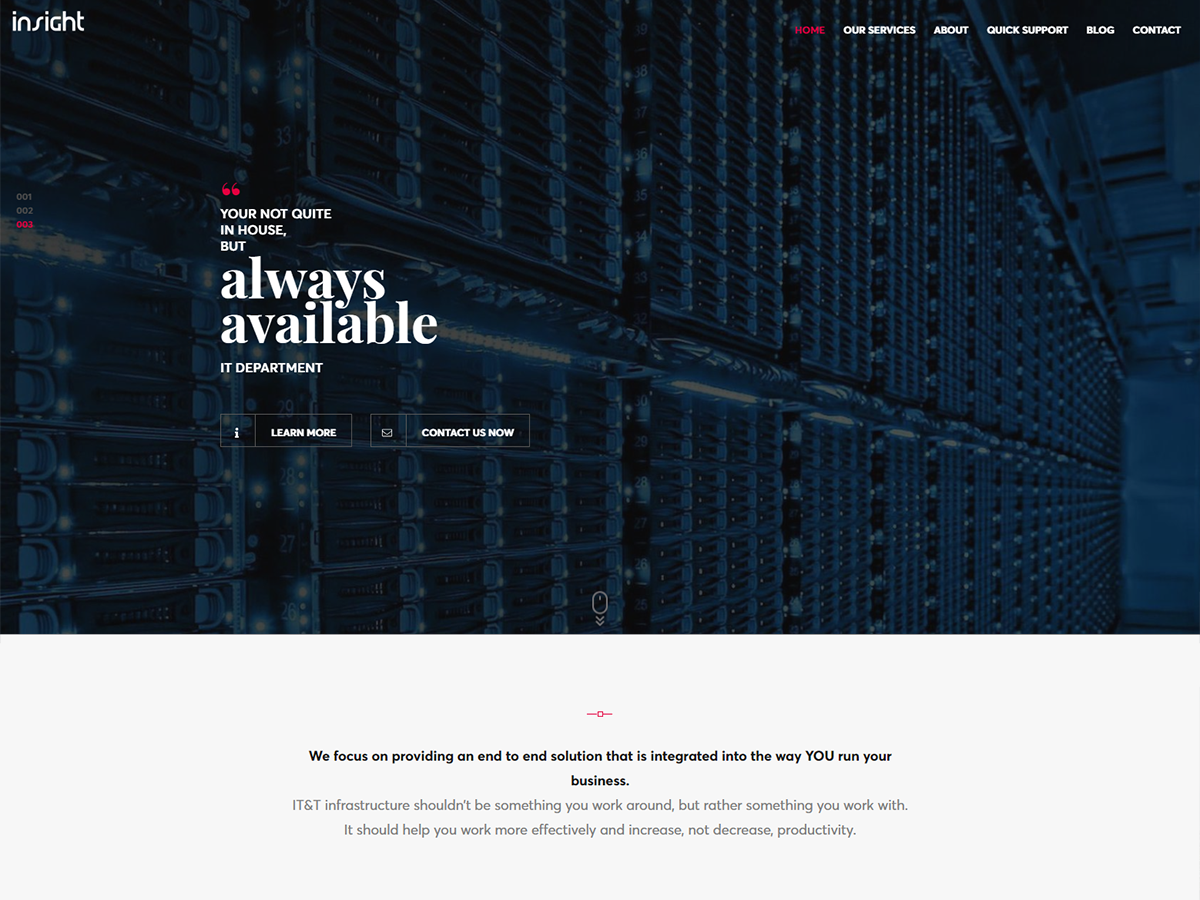 insight
HOME OUR SERVICES ABOUT QUICK SUPPORT BLOG CONTACT
001
002
003
“
YOUR NOT QUITE
IN HOUSE,
BUT
always
available
IT DEPARTMENT
LEARN MORE
CONTACT US NOW
We focus on providing an end to end solution that is integrated into the way YOU run your
business.
IT&T infrastructure shouldn't be something you work around, but rather something you work with.
It should help you work more effectively and increase, not decrease, productivity.